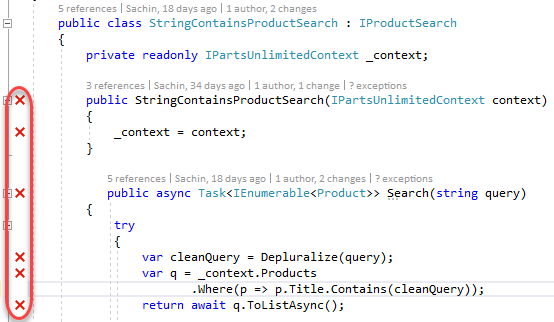 5 references | Sachin, 18 days ago | 1 author, 2 changes
public class StringContainsProductSearch : IProductSearch
{
private readonly IPartsUnlimitedContext _context;
3 references | Sachin, 34 days ago | 1 author, 1 change | ? exceptions
public StringContainsProductSearch(IPartsUnlimitedContext context)
{
_context = context;
}
5 references | Sachin, 18 days ago | 1 author, 2 changes | ? exceptions
public async Task<IEnumerable<Product>> Search(string query)
{
try
{
var cleanQuery = Depluralize(query);
var q = _context.Products
.Where(p => p.Title.Contains(cleanQuery));
return await q.ToListAsync();